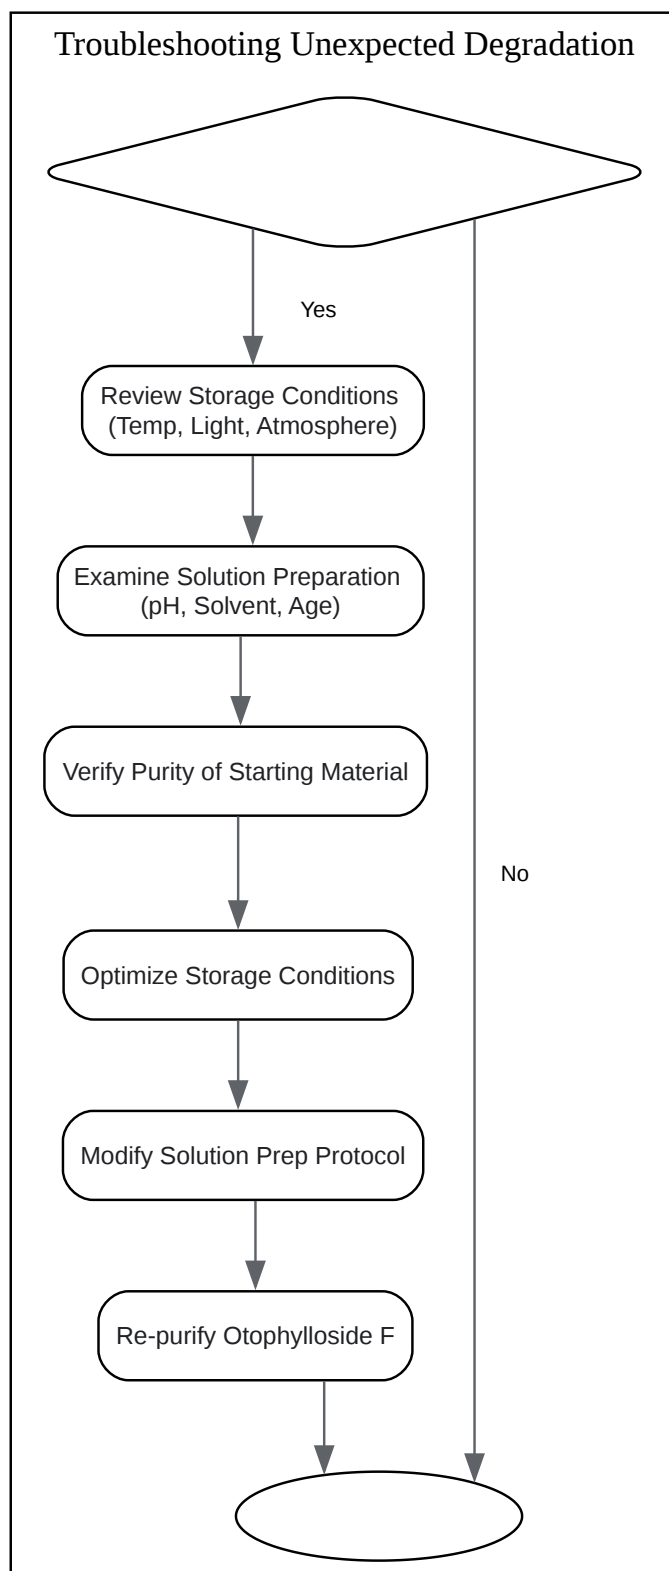 Troubleshooting Unexpected Degradation
Yes
Review Storage Conditions
(Temp, Light, Atmosphere)
Examine Solution Preparation
(pH, Solvent, Age)
Verify Purity of Starting Material
No
Optimize Storage Conditions
Modify Solution Prep Protocol
Re-purify Otophylloside F